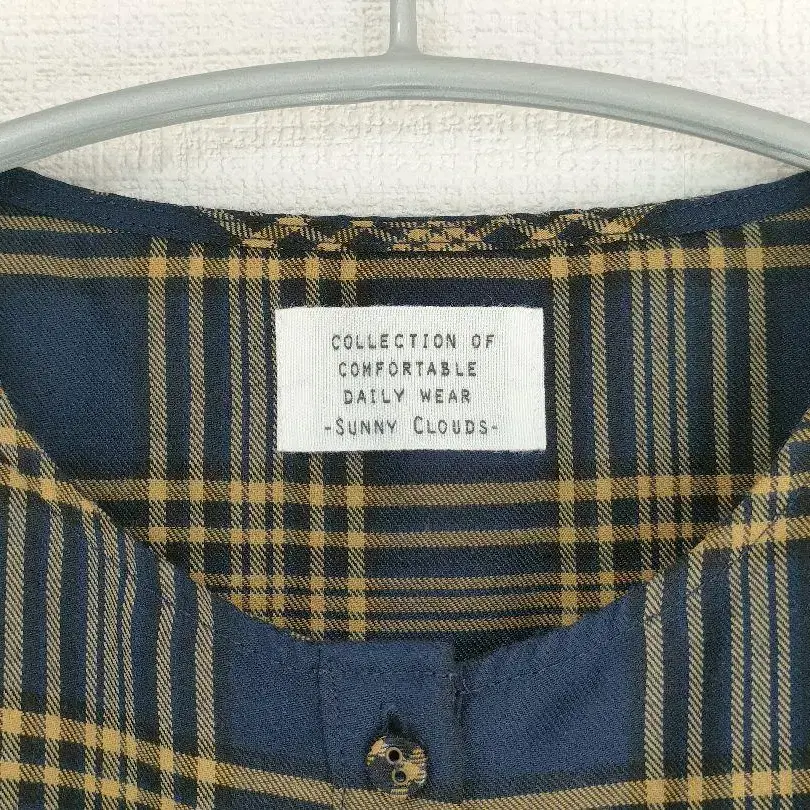 COLLECTION OF
COMFORTABLE
DAILY WEAR
-SUNNY CLOUDS-